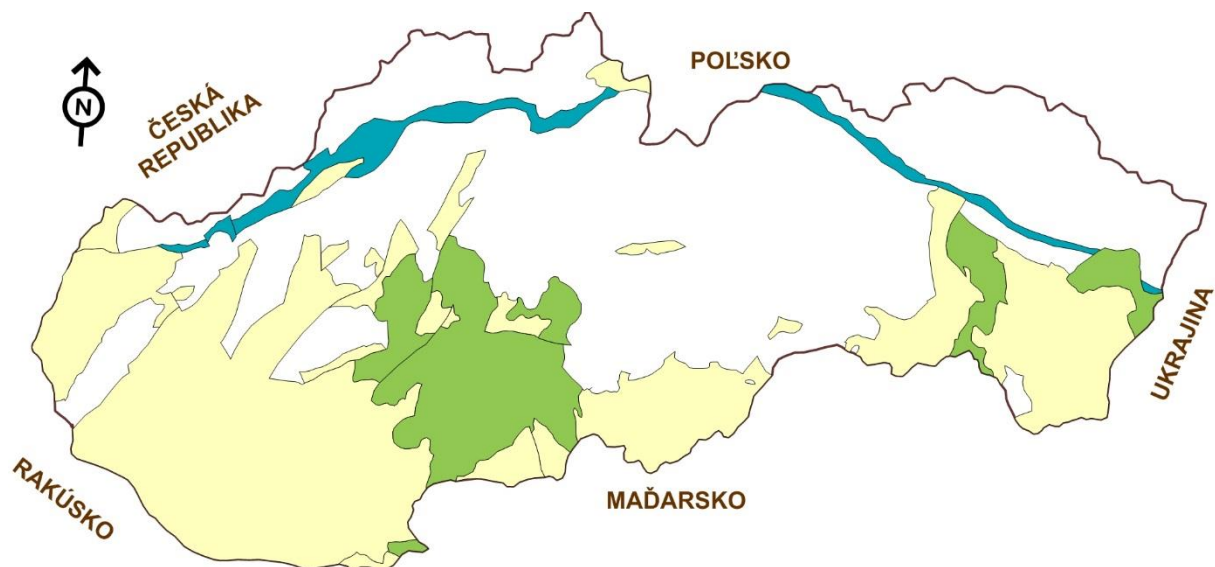 POĽSKO
N
ČESKÁ
REPUBLIKA
UKRAJINA
RAKÚSKO
MAĎARSKO